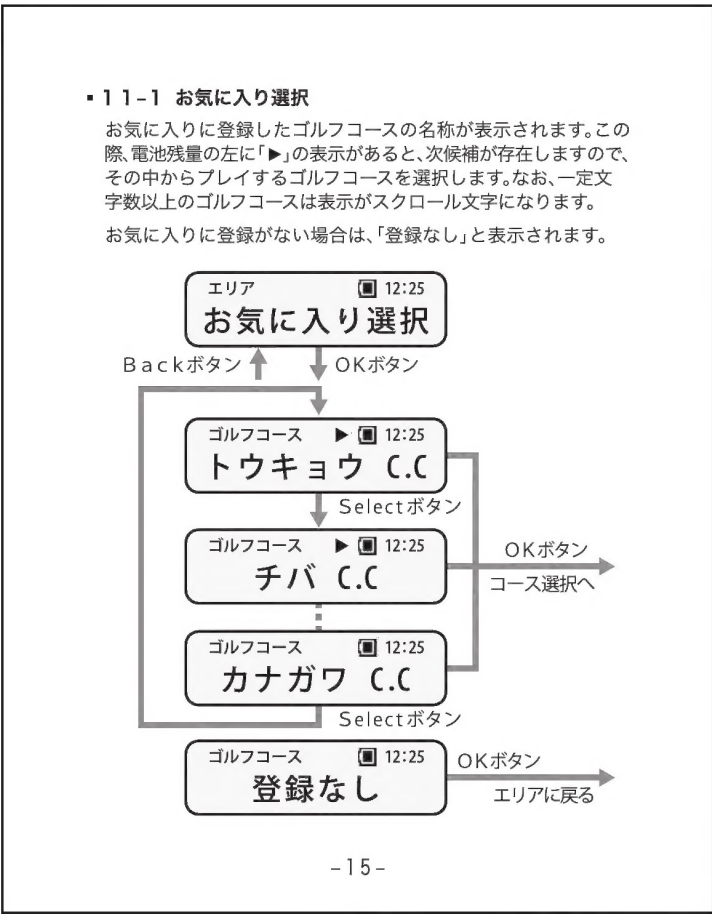 ▪11-1 お気に入り選択
お気に入りに登録したゴルフコースの名称が表示されます。この
際、電池残量の左に「▶」の表示があると、次候補が存在しますので、
その中からプレイするゴルフコースを選択します。なお、一定文
字数以上のゴルフコースは表示がスクロール文字になります。
お気に入りに登録がない場合は、「登録なし」と表示されます。
エリア 12:25
お気に入り選択
Backボタン OKボタン
ゴルフコース ▶ 12:25
トウキョウ C.C
Selectボタン
ゴルフコース ▶ 12:25
チバ C.C
OKボタン
コース選択へ
ゴルフコース 12:25
カナガワ C.C
Selectボタン
ゴルフコース 12:25
登録なし
OKボタン
エリアに戻る
-15-